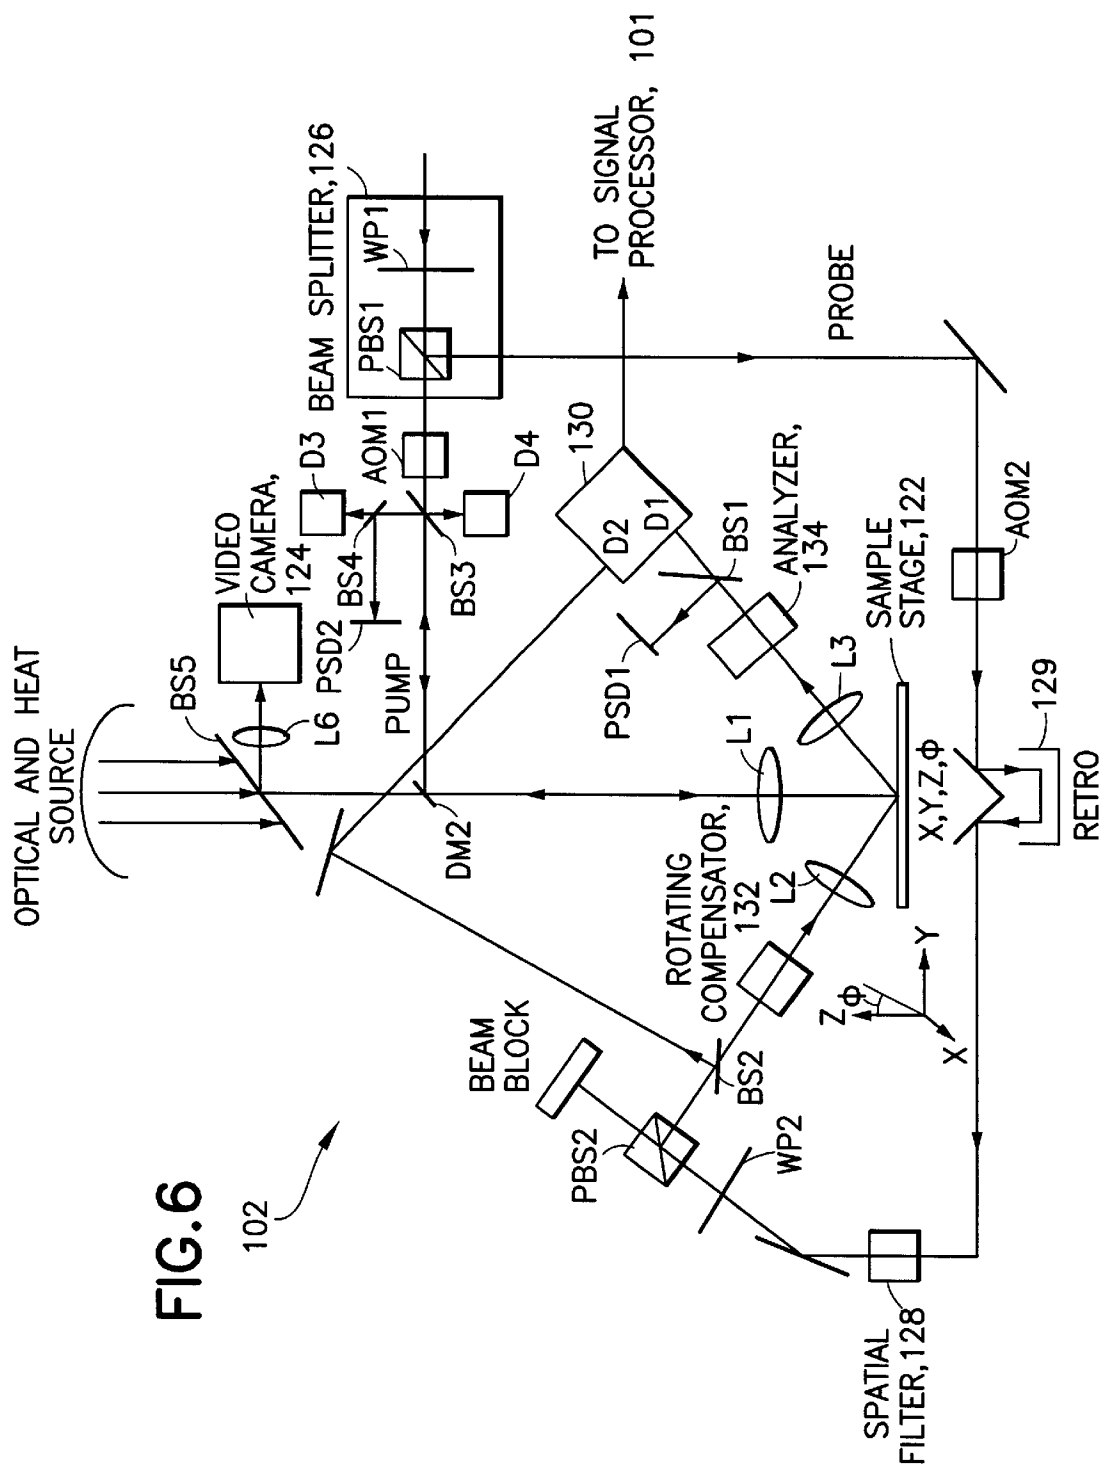 FIG.6
102
OPTICAL AND HEAT
SOURCE
BS5
VIDEO
CAMERA,
124
L6
PSD2
BS4
D3
AOM1
BEAM SPLITTER,126
PBS1
WP1
BS3
D4
PUMP
DM2
TO SIGNAL
PROCESSOR, 101
130
D2
D1
PROBE
BS1
PSD1
ANALYZER,
134
L3
L1
SAMPLE
STAGE,122
AOM2
X,Y,Z,Φ
129
RETRO
ROTATING
COMPENSATOR,
132
L2
BEAM
BLOCK
PBS2
BS2
WP2
Z
Φ
Y
X
SPATIAL
FILTER,128